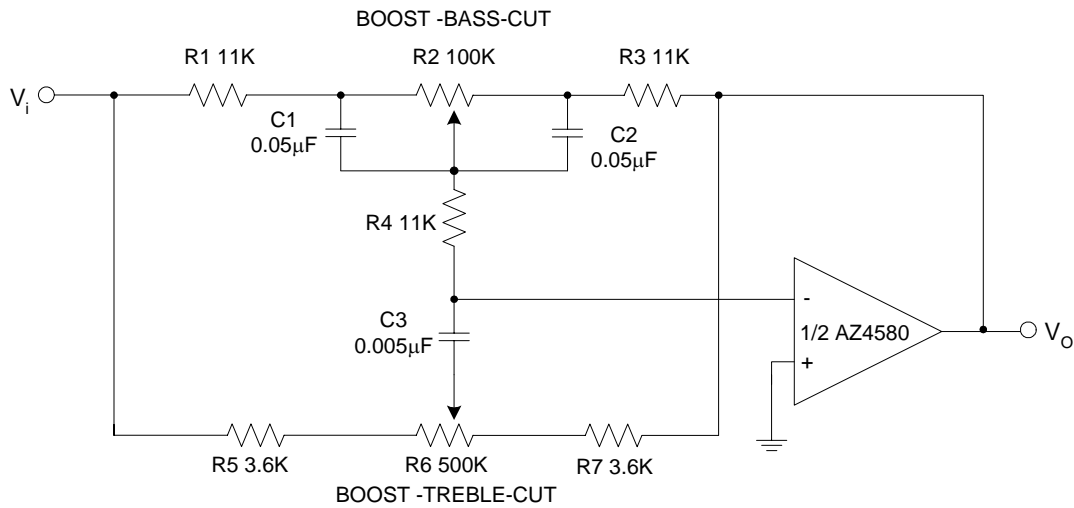 BOOST -BASS-CUT
R1 11K
R2 100K
R3 11K
Vi
C1
0.05μF
C2
0.05μF
R4 11K
C3
0.005μF
-
1/2 AZ4580
+
VO
R5 3.6K
R6 500K
R7 3.6K
BOOST -TREBLE-CUT